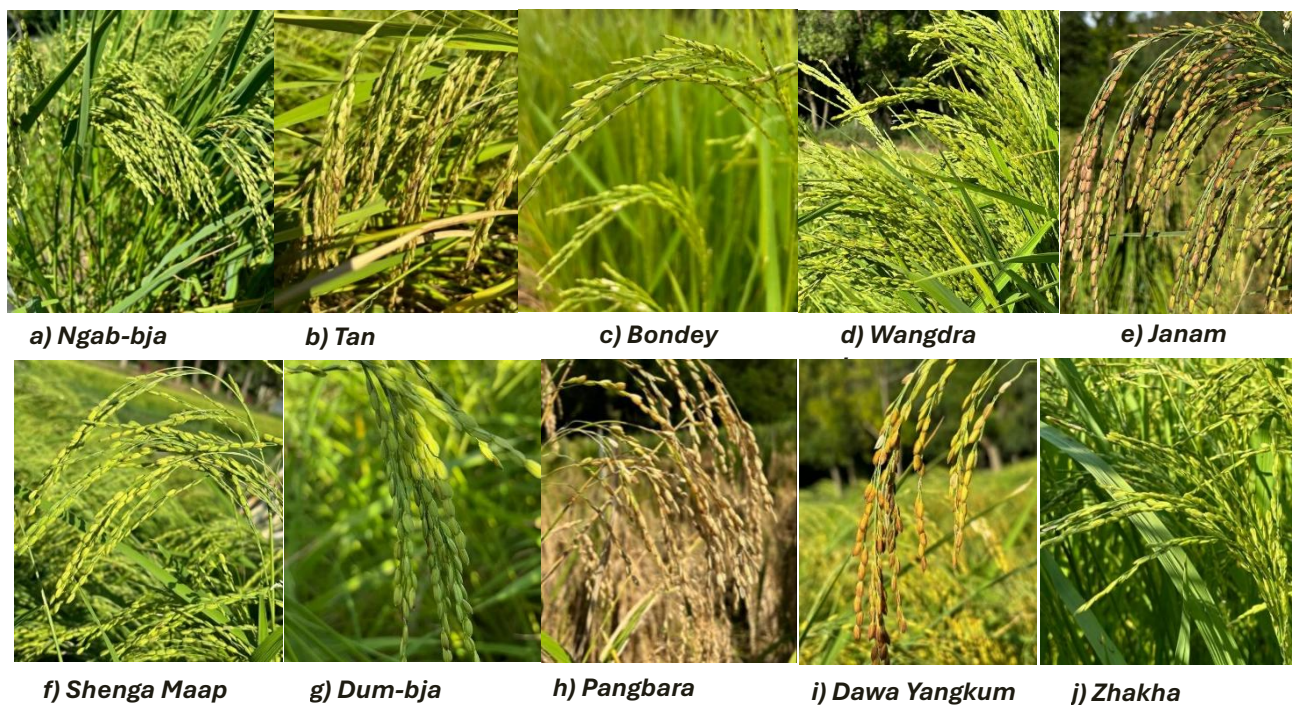 a) Ngab-bja
b) Tan
c) Bondey
d) Wangdra
e) Janam
f) Shenga Maap
g) Dum-bja
h) Pangbara
i) Dawa Yangkum
j) Zhakha